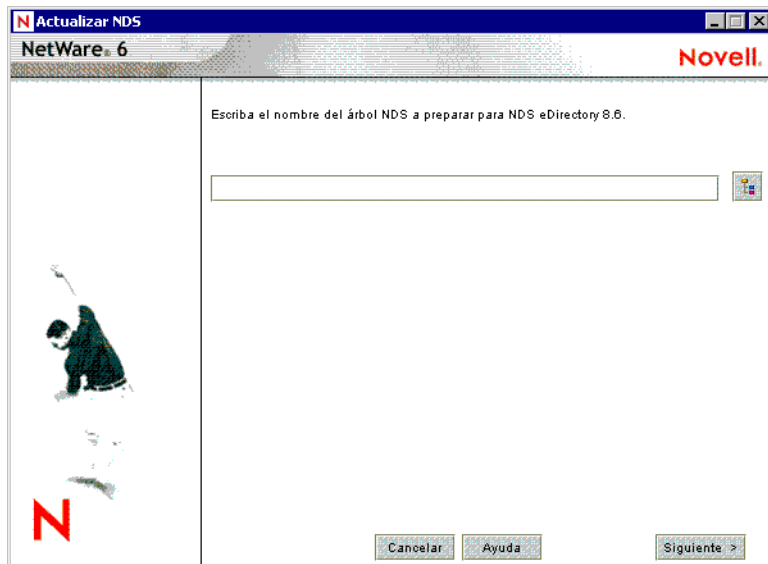 Actualizar NDS
NetWare® 6
Novell®
Escriba el nombre del árbol NDS a preparar para NDS eDirectory 8.6.
Cancelar
Ayuda
Siguiente >